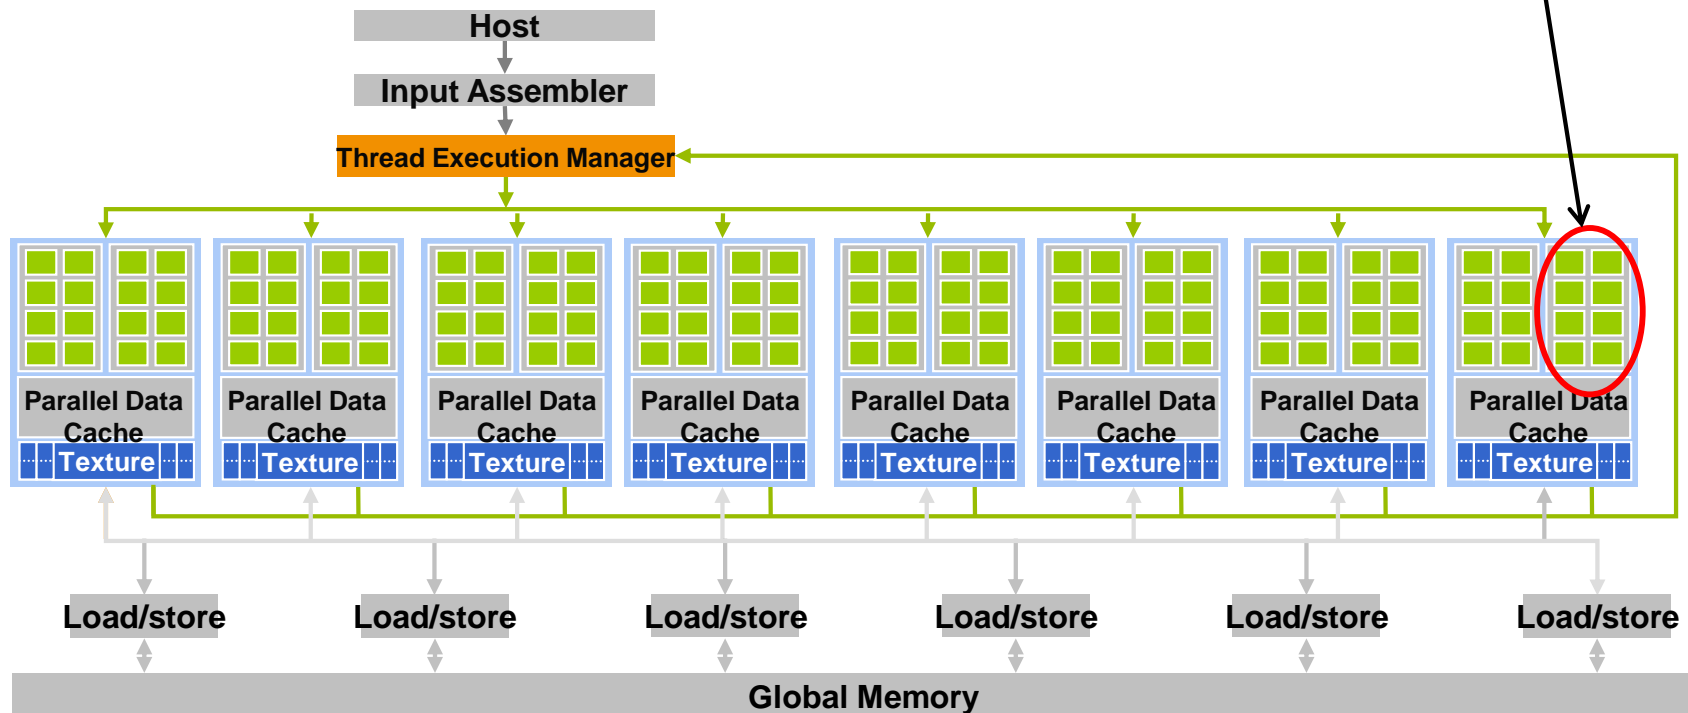 Host
Input Assembler
Thread Execution Manager
Parallel Data Parallel Data Parallel Data Parallel Data Parallel Data Parallel Data Parallel Data Parallel Data
Cache Cache Cache Cache Cache Cache Cache Cache
Texture Texture Texture Texture Texture Texture Texture Texture
Load/store Load/store Load/store Load/store Load/store Load/store
Global Memory